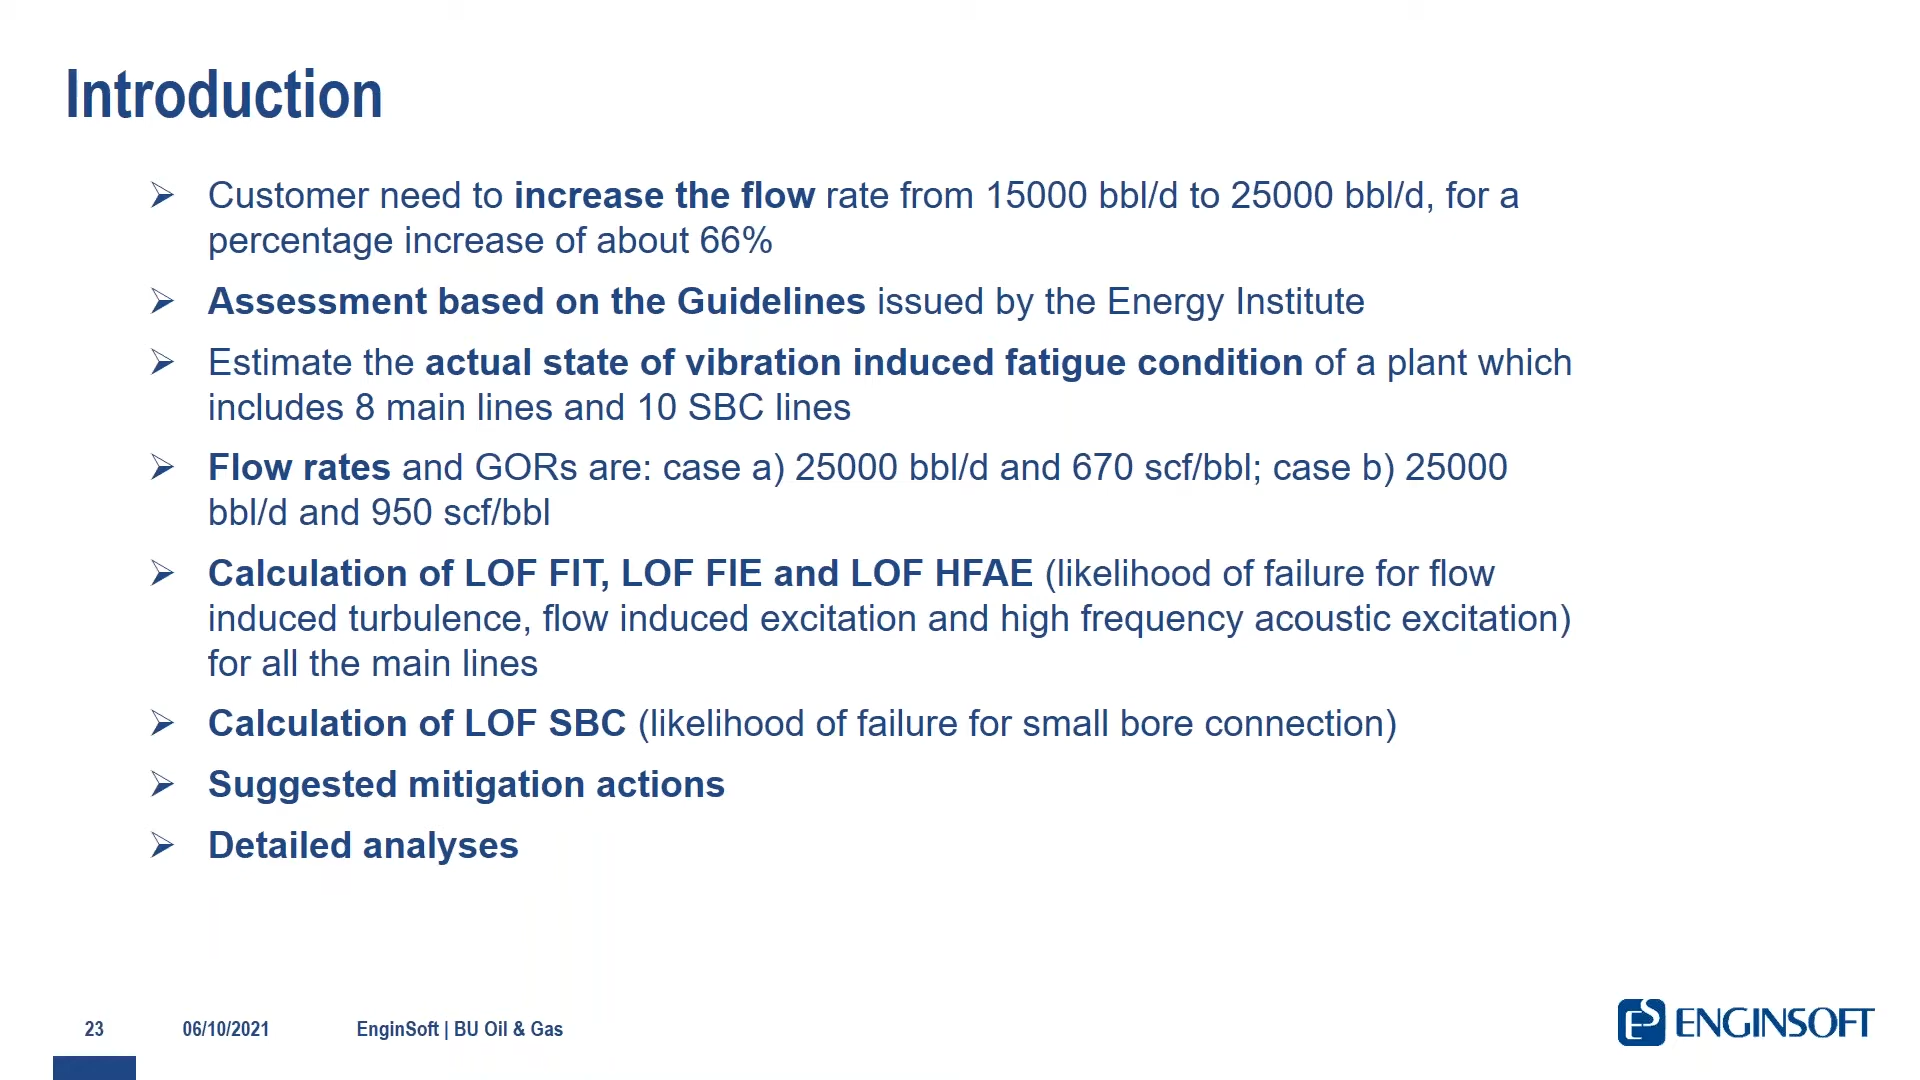 Introduction
Customer need to increase the flow rate from 15000 bbl/d to 25000 bbl/d, for a
percentage increase of about 66%
Assessment based on the Guidelines issued by the Energy Institute
Estimate the actual state of vibration induced fatigue condition of a plant which
includes 8 main lines and 10 SBC lines
Flow rates and GORs are: case a) 25000 bbl/d and 670 scf/bbl; case b) 25000
bbl/d and 950 scf/bbl
Calculation of LOF FIT, LOF FIE and LOF HFAE (likelihood of failure for flow
induced turbulence, flow induced excitation and high frequency acoustic excitation)
for all the main lines
Calculation of LOF SBC (likelihood of failure for small bore connection)
Suggested mitigation actions
Detailed analyses
23 06/10/2021 EnginSoft | BU Oil & Gas
ES ENGINSOFT